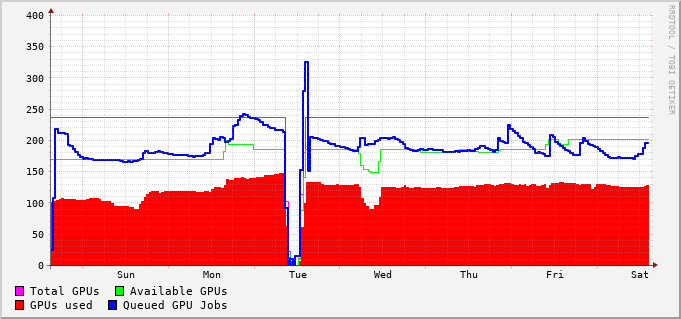 400
350
300
250
200
150
100
50
0
Sun Mon Tue Wed Thu Fri Sat
RRDTOOL / TOBI OETIKER
Total GPUs Available GPUs
GPUs used Queued GPU Jobs